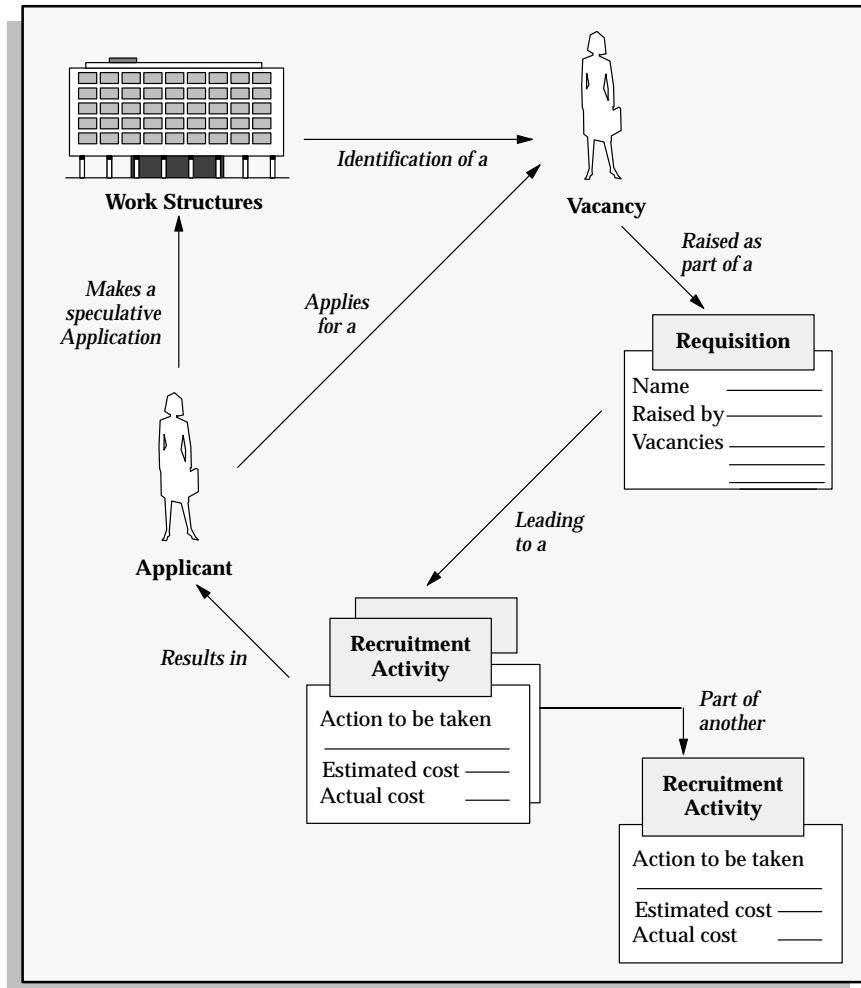 Identification of a
Work Structures
Vacancy
Raised as
part of a
Makes a
speculative
Application
Applies
for a
Requisition
Name
Raised by
Vacancies
Leading
to a
Applicant
Results in
Recruitment
Activity
Action to be taken
Estimated cost
Actual cost
Part of
another
Recruitment
Activity
Action to be taken
Estimated cost
Actual cost